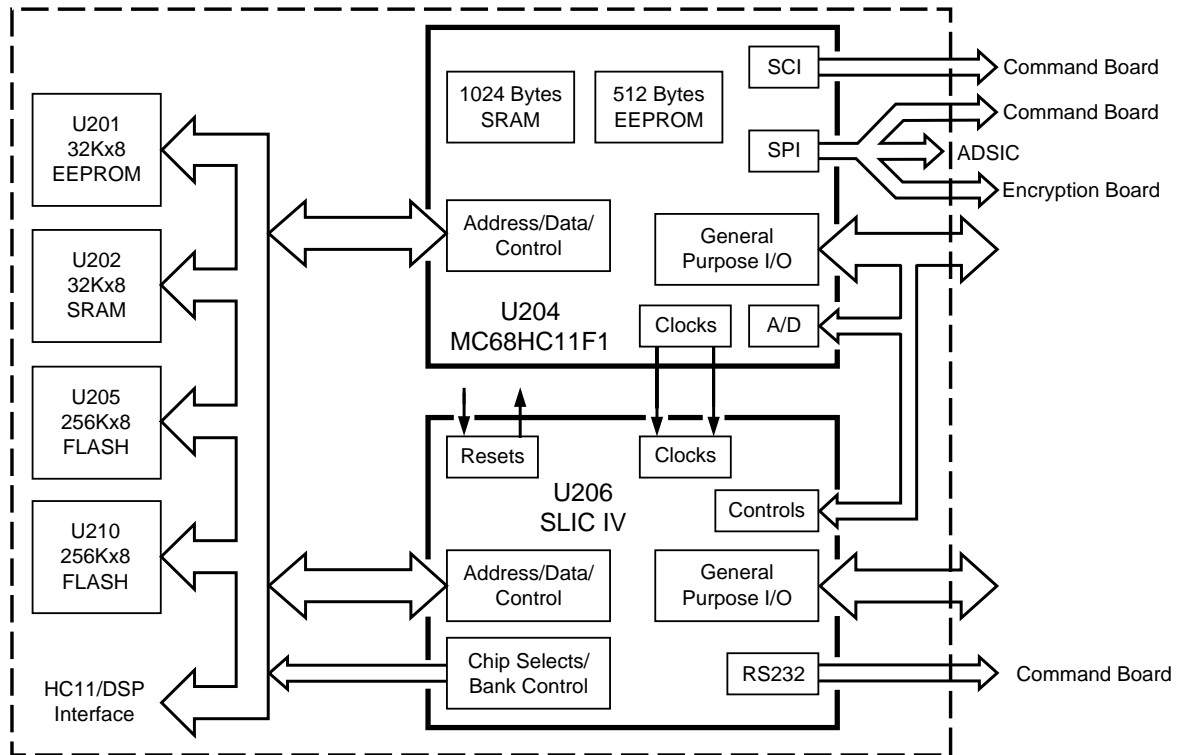 U201
32Kx8
EEPROM
U202
32Kx8
SRAM
U205
256Kx8
FLASH
U210
256Kx8
FLASH
HC11/DSP
Interface
1024 Bytes
SRAM
512 Bytes
EEPROM
SCI
SPI
Address/Data/
Control
General
Purpose I/O
U204
MC68HC11F1
Clocks
A/D
Command Board
Command Board
ADSIC
Encryption Board
Resets
Clocks
U206
SLIC IV
Controls
Address/Data/
Control
General
Purpose I/O
Chip Selects/
Bank Control
RS232
Command Board